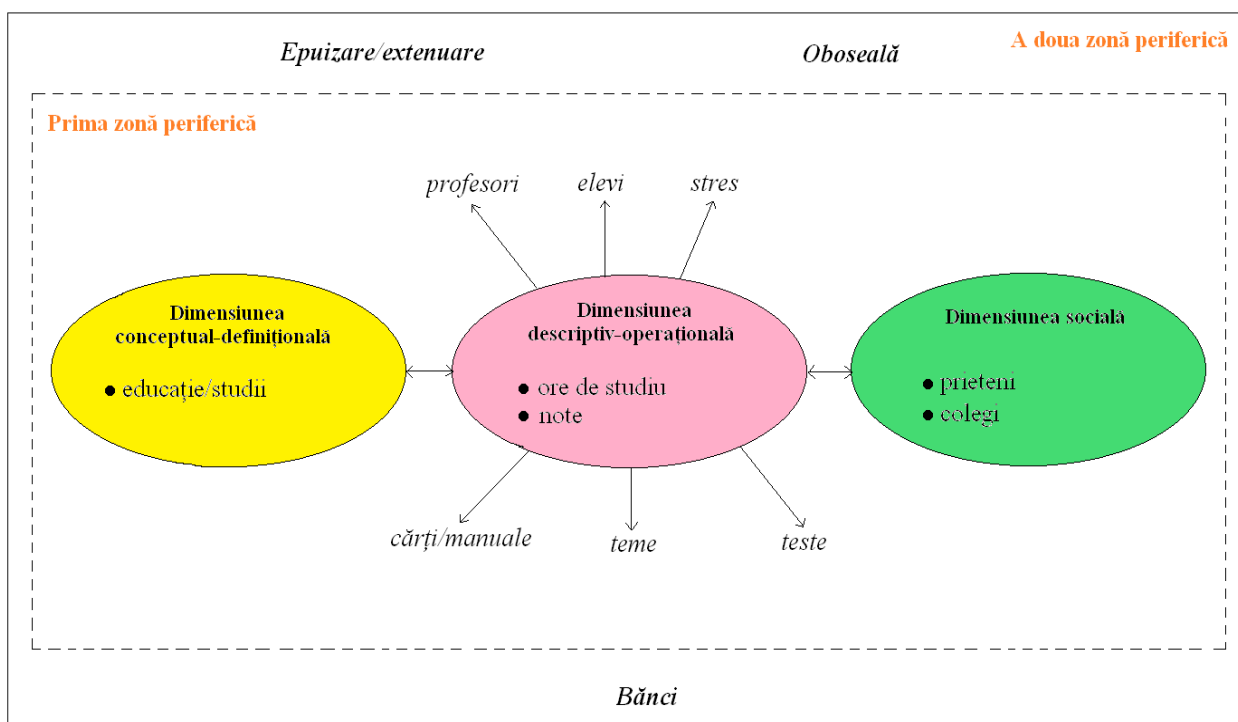 Epuizare/extenuare
Oboseală
A doua zonă periferică
Prima zonă periferică
profesori
elevi
stres
Dimensiunea
conceptual-definițională
● educație/studii
Dimensiunea
descriptiv-operațională
● ore de studiu
● note
Dimensiunea socială
● prieteni
● colegi
cărți/manuale
teme
teste
Bănci